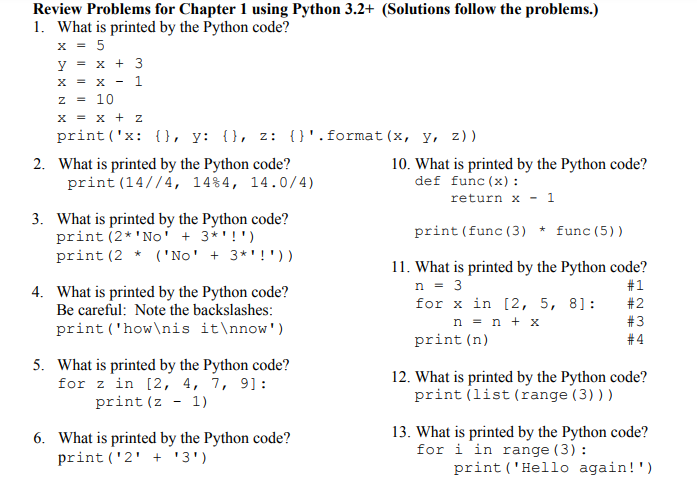 Review Problems for Chapter 1 using Python 3.2+ (Solutions follow the problems.)
1. What is printed by the Python code?
x = 5
y = x + 3
x = x - 1
z = 10
x = x + z
print('x: {}, y: {}, z: {}'.format(x, y, z))
2. What is printed by the Python code?
print(14//4, 14%4, 14.0/4)
3. What is printed by the Python code?
print(2*'No' + 3*'!')
print(2 * ('No' + 3*'!'))
4. What is printed by the Python code?
Be careful: Note the backslashes:
print('how\nis it\nnow')
5. What is printed by the Python code?
for z in [2, 4, 7, 9]:
print(z - 1)
6. What is printed by the Python code?
print('2' + '3')
10. What is printed by the Python code?
def func(x):
return x - 1
print(func(3) * func(5))
11. What is printed by the Python code?
n = 3 #1
for x in [2, 5, 8]: #2
n = n + x #3
print(n) #4
12. What is printed by the Python code?
print(list(range(3)))
13. What is printed by the Python code?
for i in range(3):
print('Hello again!')